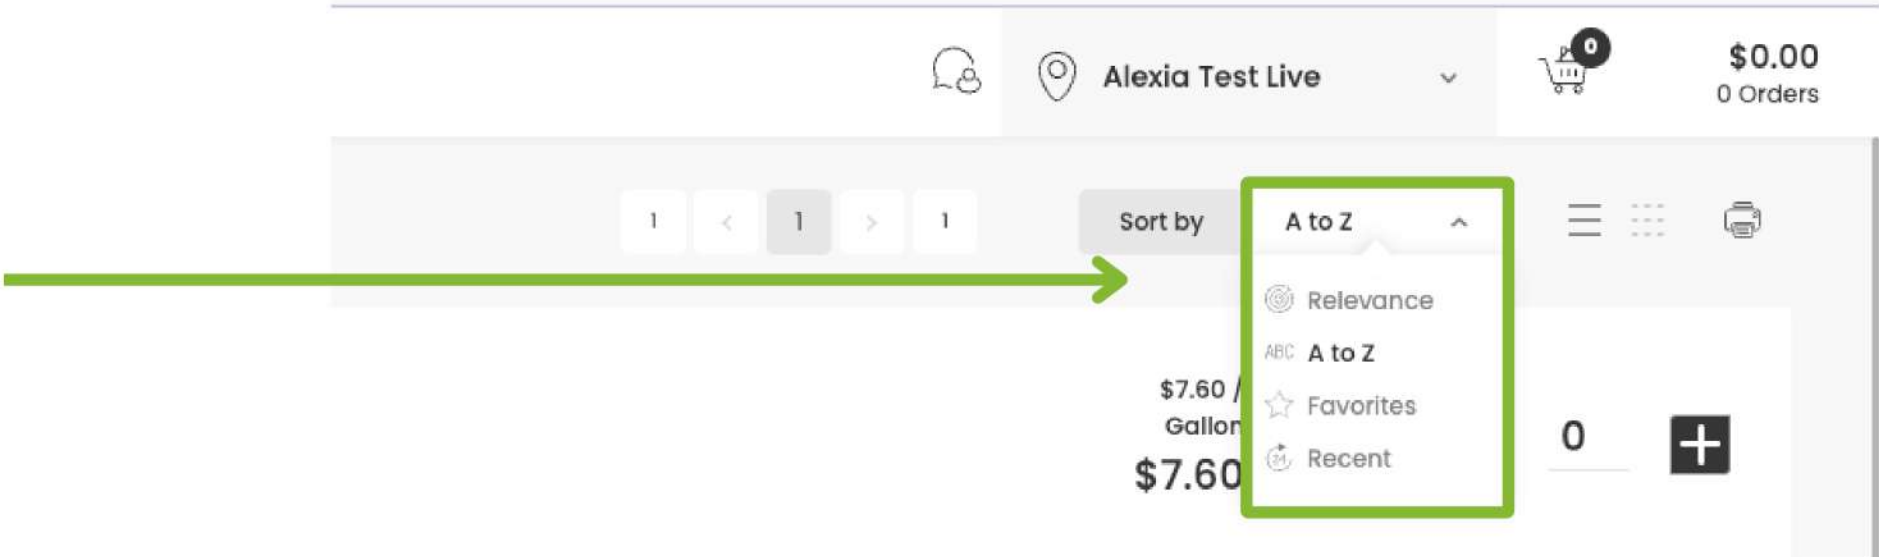 Alexia Test Live
0
$0.00
0 Orders
1 < 1 > 1
Sort by
A to Z
Relevance
ABC A to Z
Favorites
24 Recent
$7.60 /
Gallon
$7.60
0